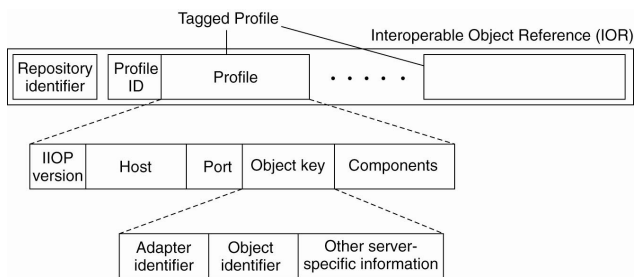 Tagged Profile
Interoperable Object Reference (IOR)
Repository identifier
Profile ID
Profile
IIOP version
Host
Port
Object key
Components
Adapter identifier
Object identifier
Other server-specific information